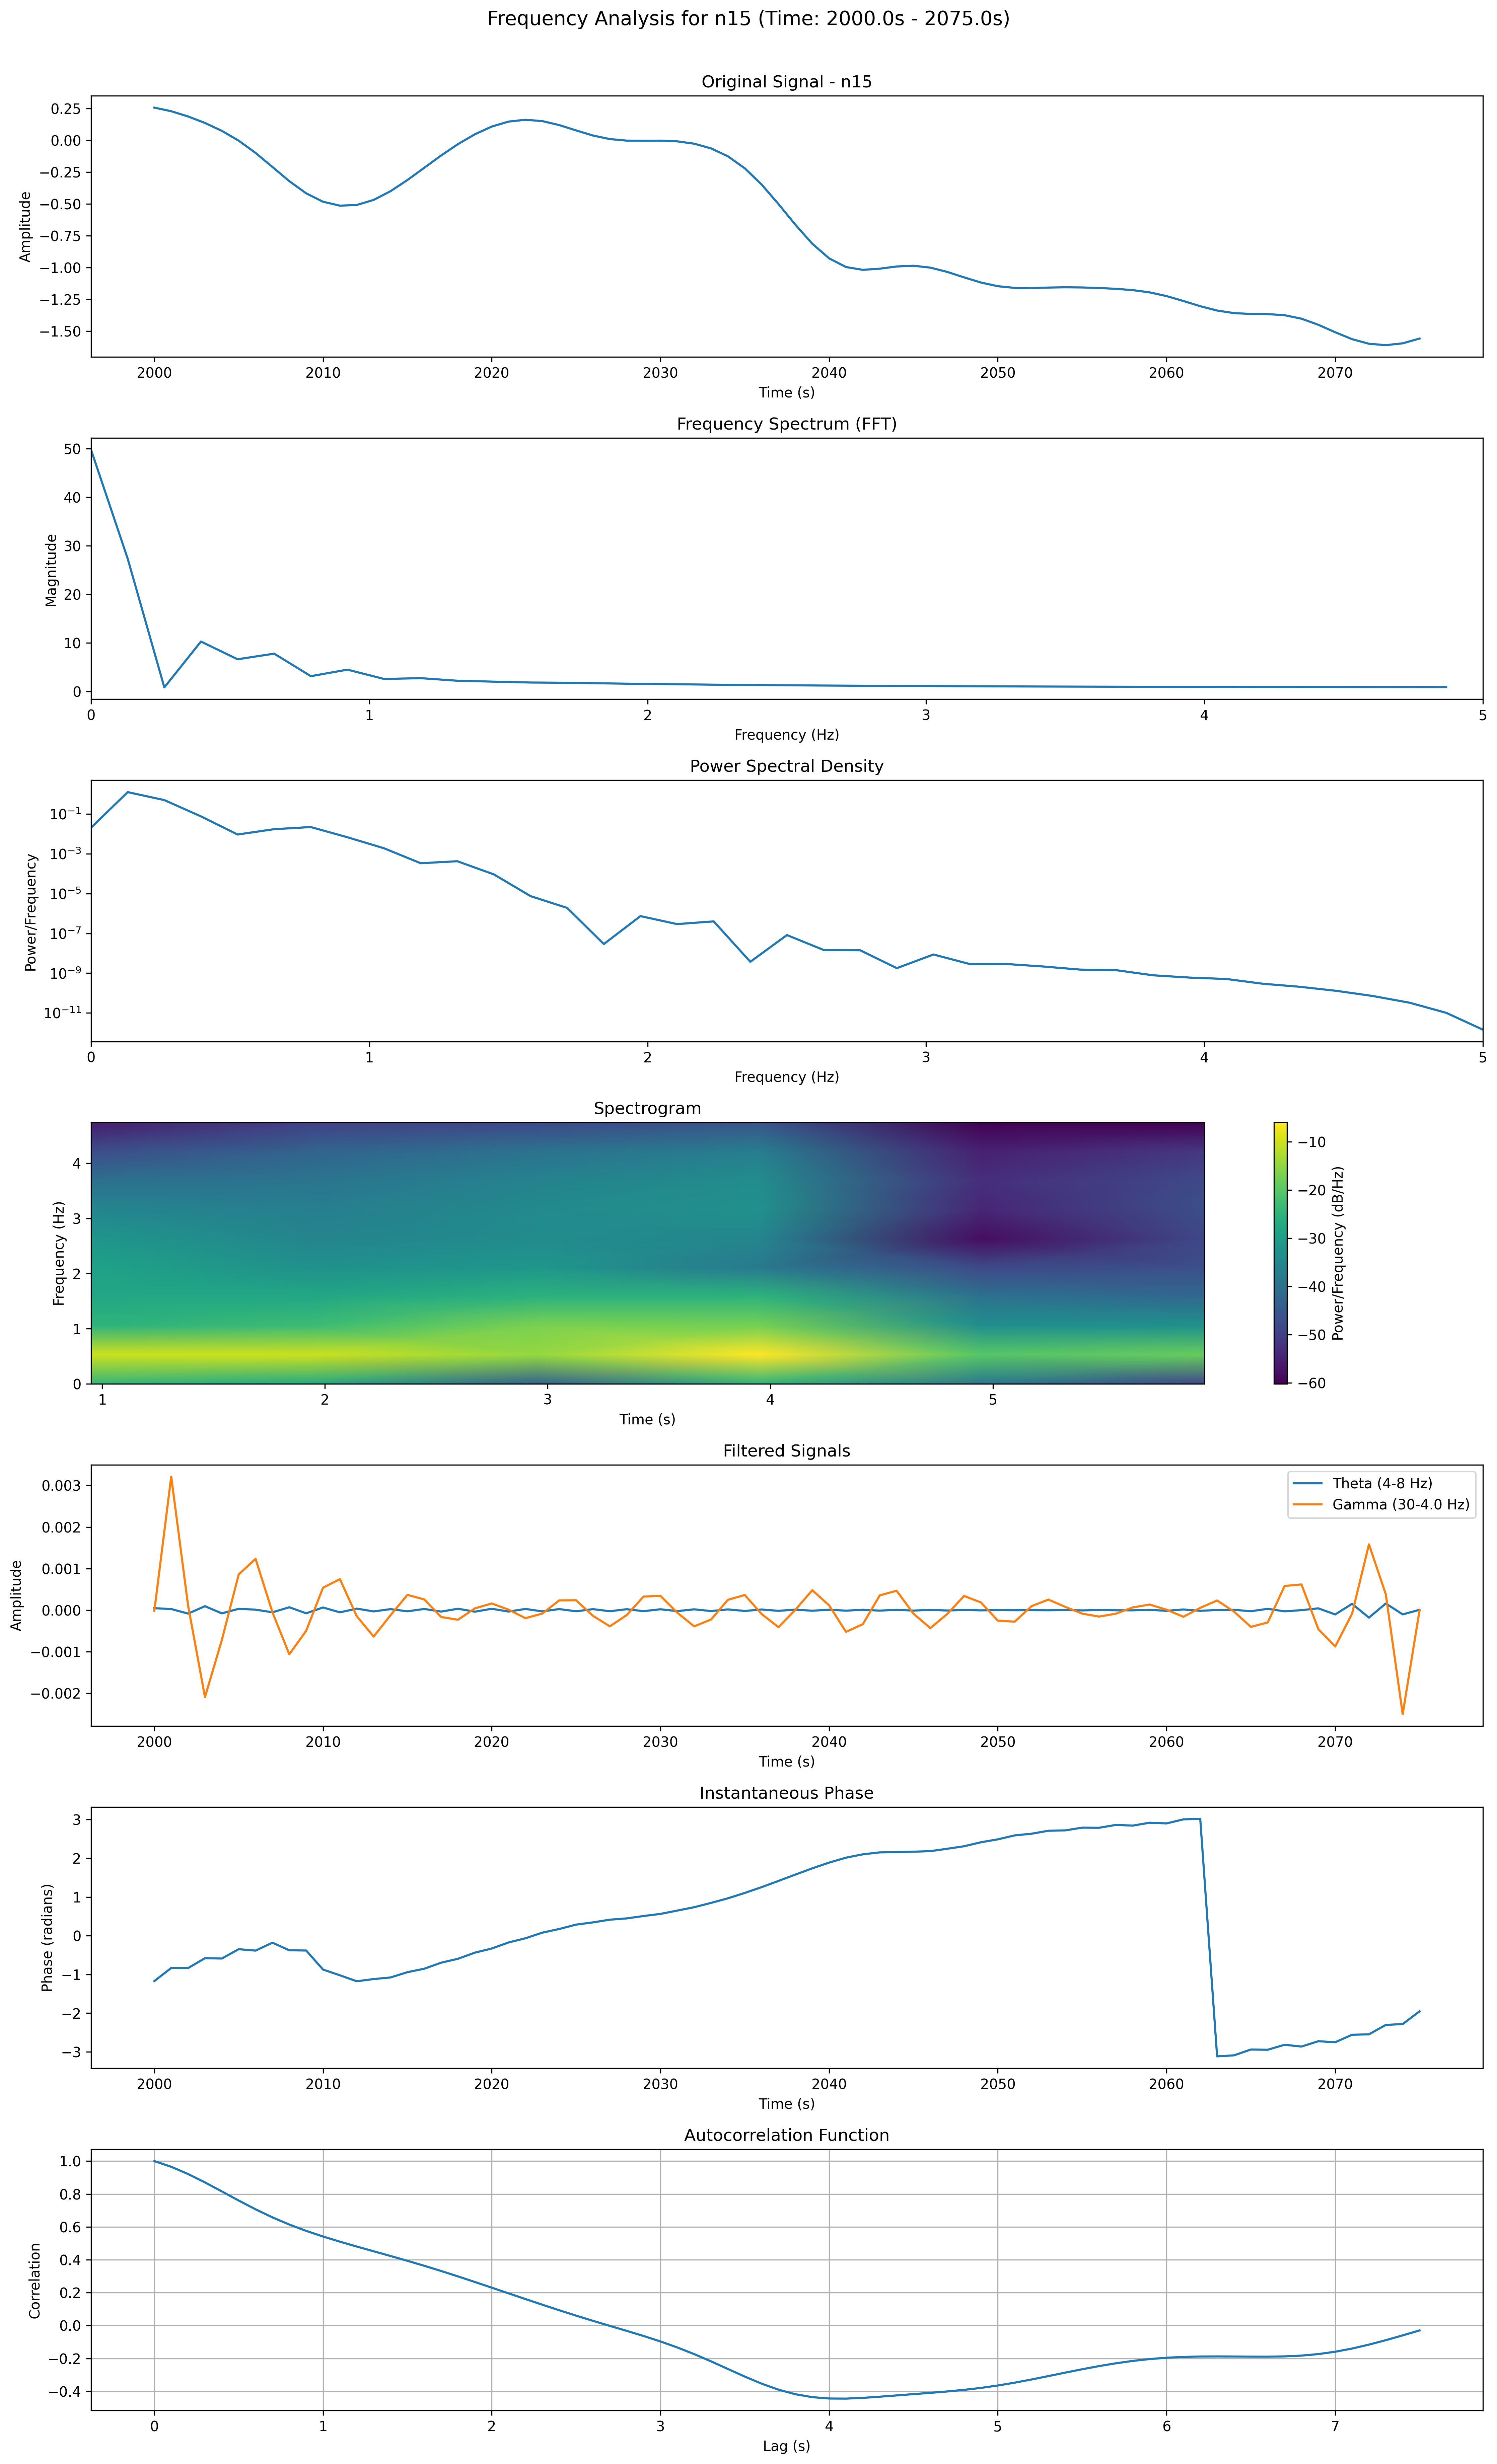 Frequency Analysis for n15 (Time: 2000.0s - 2075.0s)
Original Signal - n15
0.25
0.00
−0.25
−0.50
−0.75
−1.00
−1.25
−1.50
Amplitude
2000 2010 2020 2030 2040 2050 2060 2070
Time (s)
Frequency Spectrum (FFT)
50
40
30
20
10
0
Magnitude
0 1 2 3 4 5
Frequency (Hz)
Power Spectral Density
10⁻¹
10⁻³
10⁻⁵
10⁻⁷
10⁻⁹
10⁻¹¹
Power/Frequency
0 1 2 3 4 5
Frequency (Hz)
Spectrogram
4
3
2
1
0
Frequency (Hz)
1 2 3 4 5
Time (s)
−10
−20
−30
−40
−50
−60
Power/Frequency (dB/Hz)
Filtered Signals
0.003
0.002
0.001
0.000
−0.001
−0.002
Amplitude
Theta (4-8 Hz)
Gamma (30-4.0 Hz)
2000 2010 2020 2030 2040 2050 2060 2070
Time (s)
Instantaneous Phase
3
2
1
0
−1
−2
−3
Phase (radians)
2000 2010 2020 2030 2040 2050 2060 2070
Time (s)
Autocorrelation Function
1.0
0.8
0.6
0.4
0.2
0.0
−0.2
−0.4
Correlation
0 1 2 3 4 5 6 7
Lag (s)